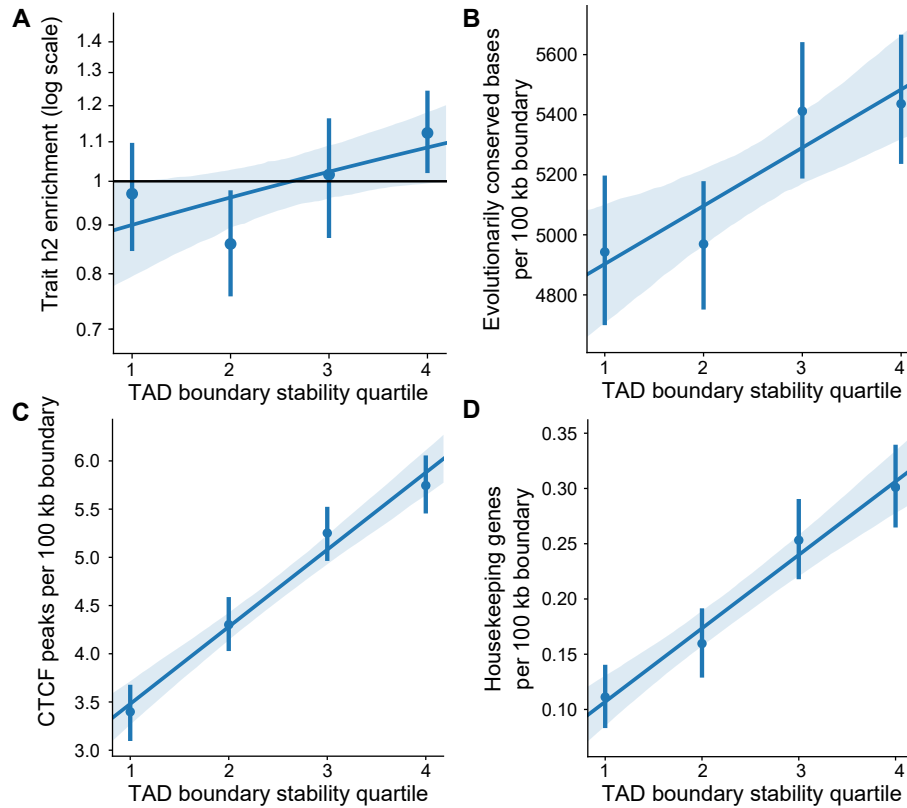 A
Trait h2 enrichment (log scale)
1.4
1.3
1.2
1.1
1
0.9
0.8
0.7
1 2 3 4
TAD boundary stability quartile
B
Evolutionarily conserved bases
per 100 kb boundary
5600
5400
5200
5000
4800
1 2 3 4
TAD boundary stability quartile
C
CTCF peaks per 100 kb boundary
6.0
5.5
5.0
4.5
4.0
3.5
3.0
1 2 3 4
TAD boundary stability quartile
D
Housekeeping genes
per 100 kb boundary
0.35
0.30
0.25
0.20
0.15
0.10
1 2 3 4
TAD boundary stability quartile